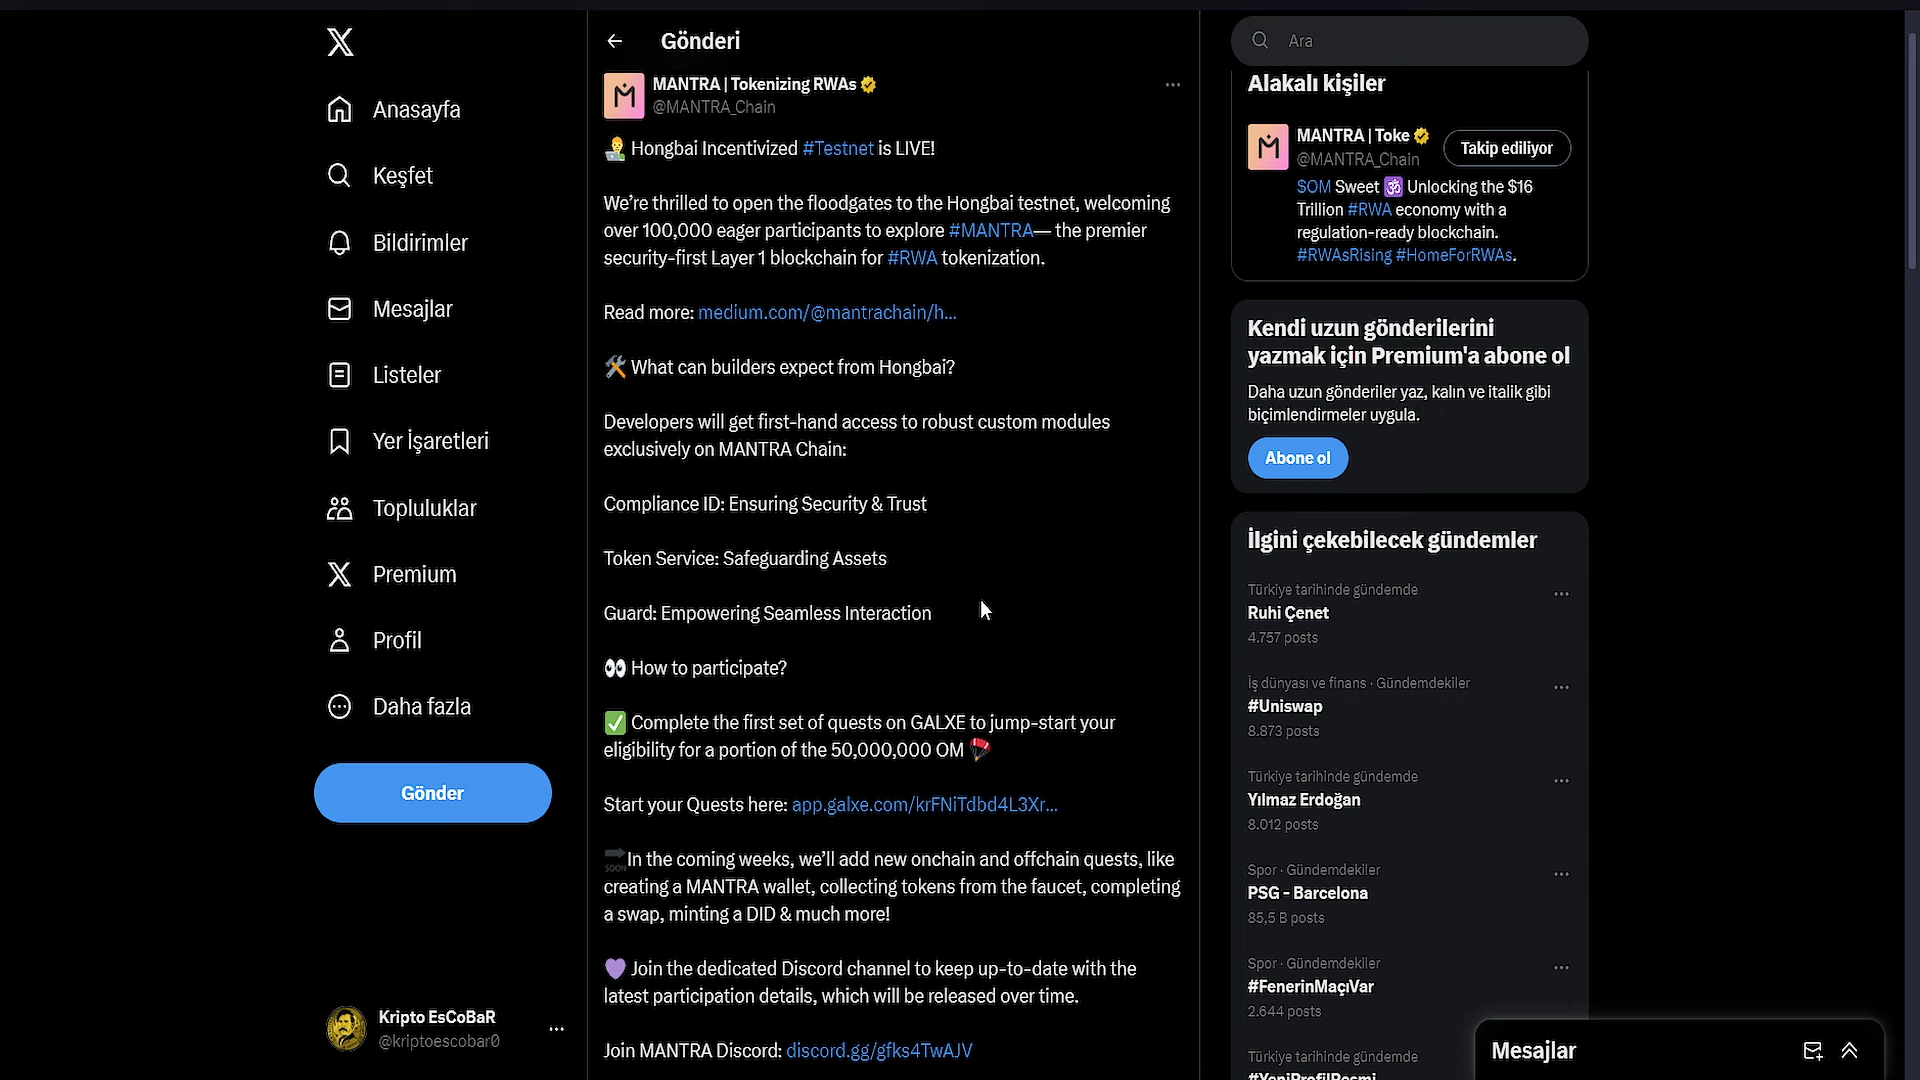 Anasayfa
Keşfet
Bildirimler
Mesajlar
Listeler
Yer İşaretleri
Topluluklar
Premium
Profil
Daha fazla
Gönder
Kripto EsCoBaR
@kriptoescobar0
Gönderi
MANTRA | Tokenizing RWAs
@MANTRA_Chain
Hongbai Incentivized #Testnet is LIVE!
We’re thrilled to open the floodgates to the Hongbai testnet, welcoming
over 100,000 eager participants to explore #MANTRA— the premier
security-first Layer 1 blockchain for #RWA tokenization.
Read more: medium.com/@mantrachain/h…
🛠️ What can builders expect from Hongbai?
Developers will get first-hand access to robust custom modules
exclusively on MANTRA Chain:
Compliance ID: Ensuring Security & Trust
Token Service: Safeguarding Assets
Guard: Empowering Seamless Interaction
👀 How to participate?
✅ Complete the first set of quests on GALXE to jump-start your
eligibility for a portion of the 50,000,000 OM 🪂
Start your Quests here: app.galxe.com/krFNiTdbd4L3Xr…
🔜In the coming weeks, we’ll add new onchain and offchain quests, like
creating a MANTRA wallet, collecting tokens from the faucet, completing
a swap, minting a DID & much more!
💜 Join the dedicated Discord channel to keep up-to-date with the
latest participation details, which will be released over time.
Join MANTRA Discord: discord.gg/gfks4TwAJV
Ara
Alakalı kişiler
MANTRA | Toke
@MANTRA_Chain
Takip ediliyor
$OM Sweet 🕉 Unlocking the $16
Trillion #RWA economy with a
regulation-ready blockchain.
#RWAsRising #HomeForRWAs.
Kendi uzun gönderilerini
yazmak için Premium'a abone ol
Daha uzun gönderiler yaz, kalın ve italik gibi
biçimlendirmeler uygula.
Abone ol
İlgini çekebilecek gündemler
Türkiye tarihinde gündemde
Ruhi Çenet
4.757 posts
İş dünyası ve finans · Gündemdekiler
#Uniswap
8.873 posts
Türkiye tarihinde gündemde
Yılmaz Erdoğan
8.012 posts
Spor · Gündemdekiler
PSG - Barcelona
85,5 B posts
Spor · Gündemdekiler
#FenerinMaçıVar
2.644 posts
Türkiye tarihinde gündemde
#YeniProfilResmi
Mesajlar